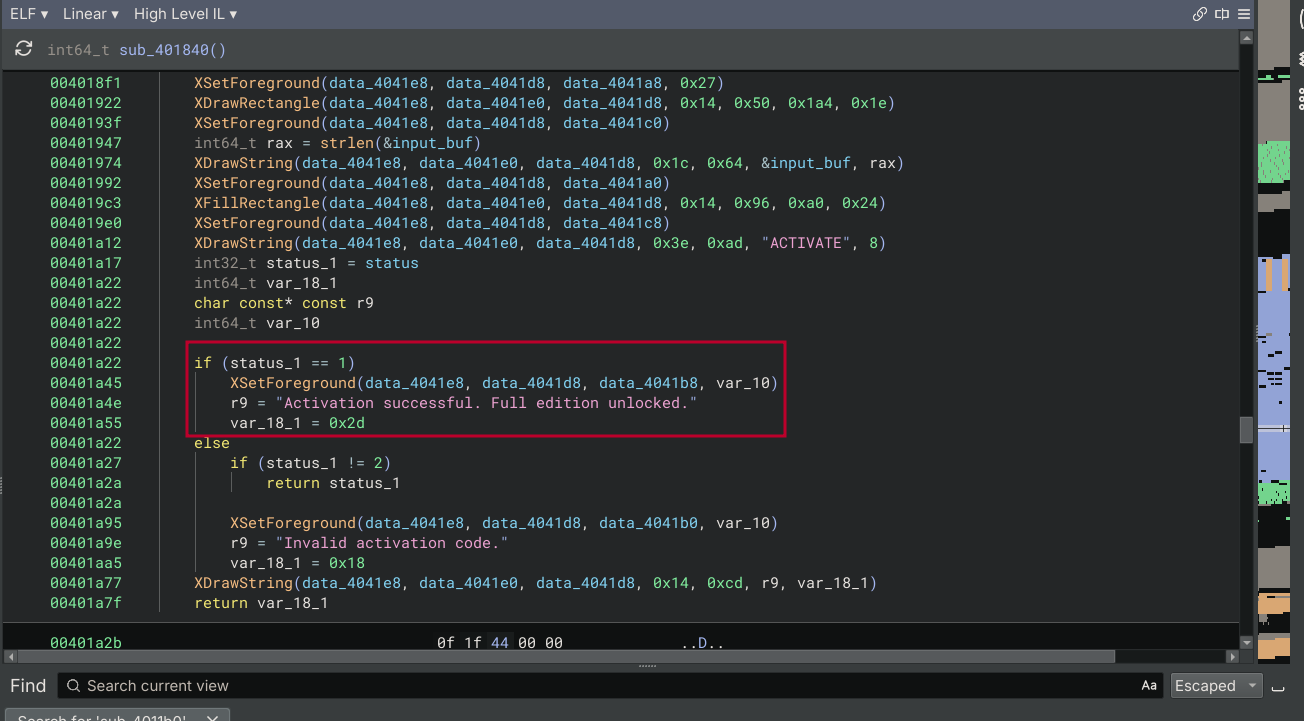 ELF ▾ Linear ▾ High Level IL ▾
int64_t sub_401840()
004018f1 XSetForeground(data_4041e8, data_4041d8, data_4041a8, 0x27)
00401922 XDrawRectangle(data_4041e8, data_4041e0, data_4041d8, 0x14, 0x50, 0x1a4, 0x1e)
0040193f XSetForeground(data_4041e8, data_4041d8, data_4041c0)
00401947 int64_t rax = strlen(&input_buf)
00401974 XDrawString(data_4041e8, data_4041e0, data_4041d8, 0x1c, 0x64, &input_buf, rax)
00401992 XSetForeground(data_4041e8, data_4041d8, data_4041a0)
004019c3 XFillRectangle(data_4041e8, data_4041e0, data_4041d8, 0x14, 0x96, 0xa0, 0x24)
004019e0 XSetForeground(data_4041e8, data_4041d8, data_4041c8)
00401a12 XDrawString(data_4041e8, data_4041e0, data_4041d8, 0x3e, 0xad, "ACTIVATE", 8)
00401a17 int32_t status_1 = status
00401a22 int64_t var_18_1
00401a22 char const* const r9
00401a22 int64_t var_10
00401a22
00401a22 if (status_1 == 1)
00401a45 XSetForeground(data_4041e8, data_4041d8, data_4041b8, var_10)
00401a4e r9 = "Activation successful. Full edition unlocked."
00401a55 var_18_1 = 0x2d
00401a22 else
00401a27 if (status_1 != 2)
00401a2a return status_1
00401a2a
00401a95 XSetForeground(data_4041e8, data_4041d8, data_4041b0, var_10)
00401a9e r9 = "Invalid activation code."
00401aa5 var_18_1 = 0x18
00401a77 XDrawString(data_4041e8, data_4041e0, data_4041d8, 0x14, 0xcd, r9, var_18_1)
00401a7f return var_18_1
00401a2b 0f 1f 44 00 00 ..D..
Find Search current view Aa Escaped
Search for 'sub_4011b0'